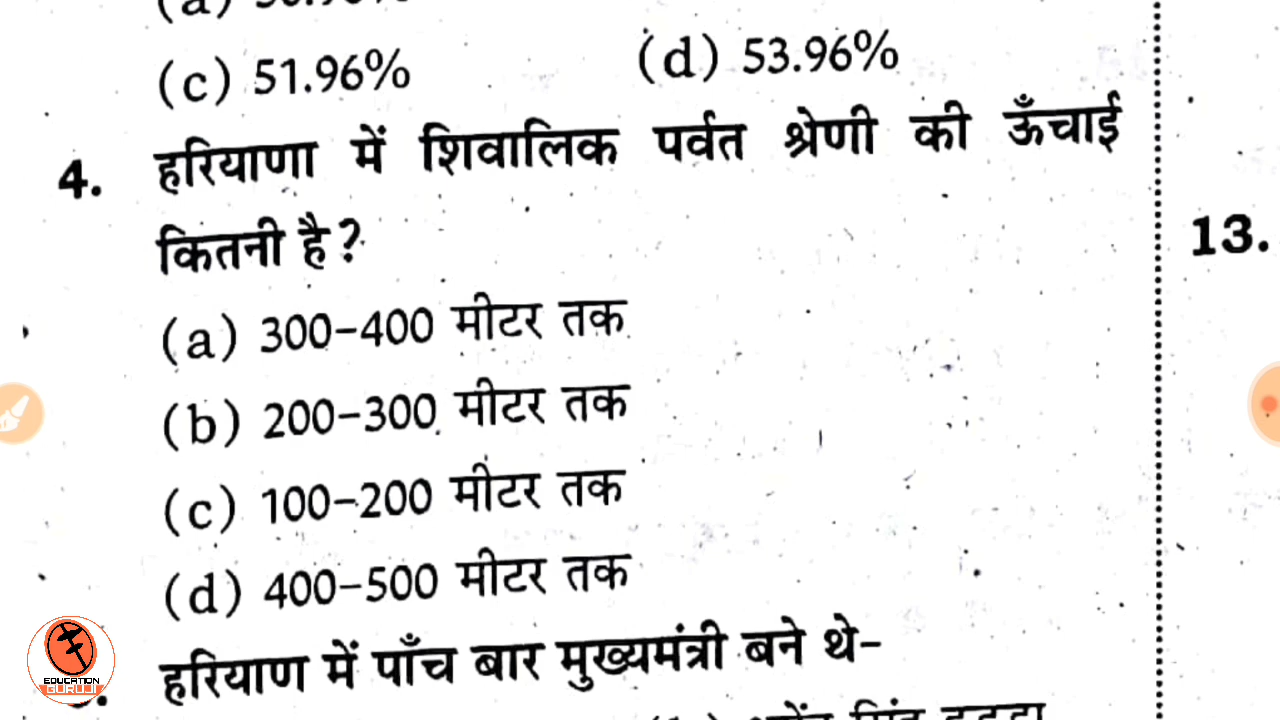 (c) 51.96% (d) 53.96%
4. हरियाणा में शिवालिक पर्वत श्रेणी की ऊँचाई
कितनी है?
13.
(a) 300-400 मीटर तक
(b) 200-300 मीटर तक
(c) 100-200 मीटर तक
(d) 400-500 मीटर तक
हरियाण में पाँच बार मुख्यमंत्री बने थे-
EDUCATION
GURUJI